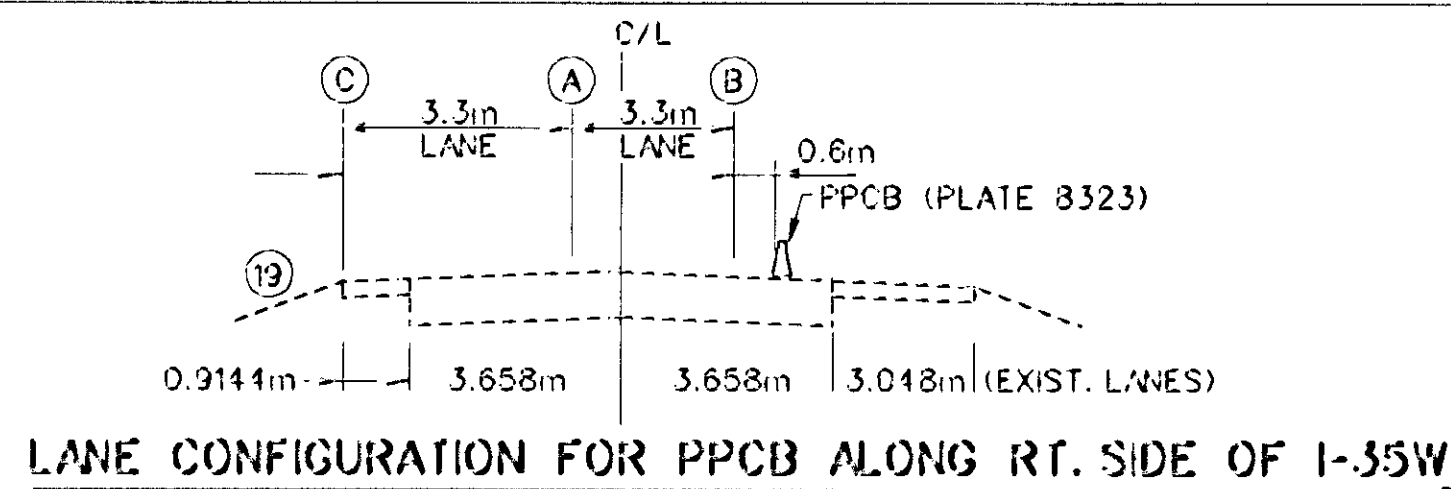 C/L
C A B
3.3m 3.3m
LANE LANE
0.6m
PPCB (PLATE 8323)
19
0.9144m 3.658m 3.658m 3.048m (EXIST. LANES)
LANE CONFIGURATION FOR PPCB ALONG RT. SIDE OF I-35W